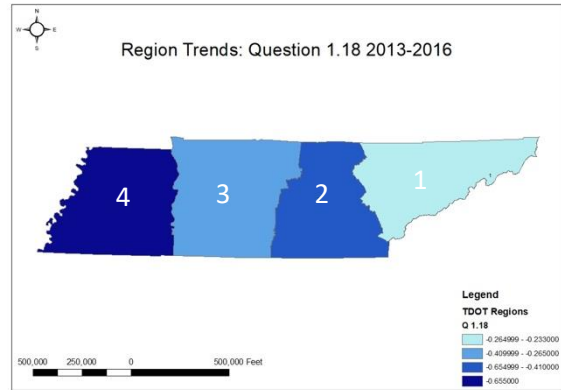 N
W E
S
Region Trends: Question 1.18 2013-2016
4 3 2 1
Legend
TDOT Regions
Q 1.18
-0.264999 - -0.233000
-0.409999 - -0.265000
-0.654999 - -0.410000
-0.655000
500,000 250,000 0 500,000 Feet